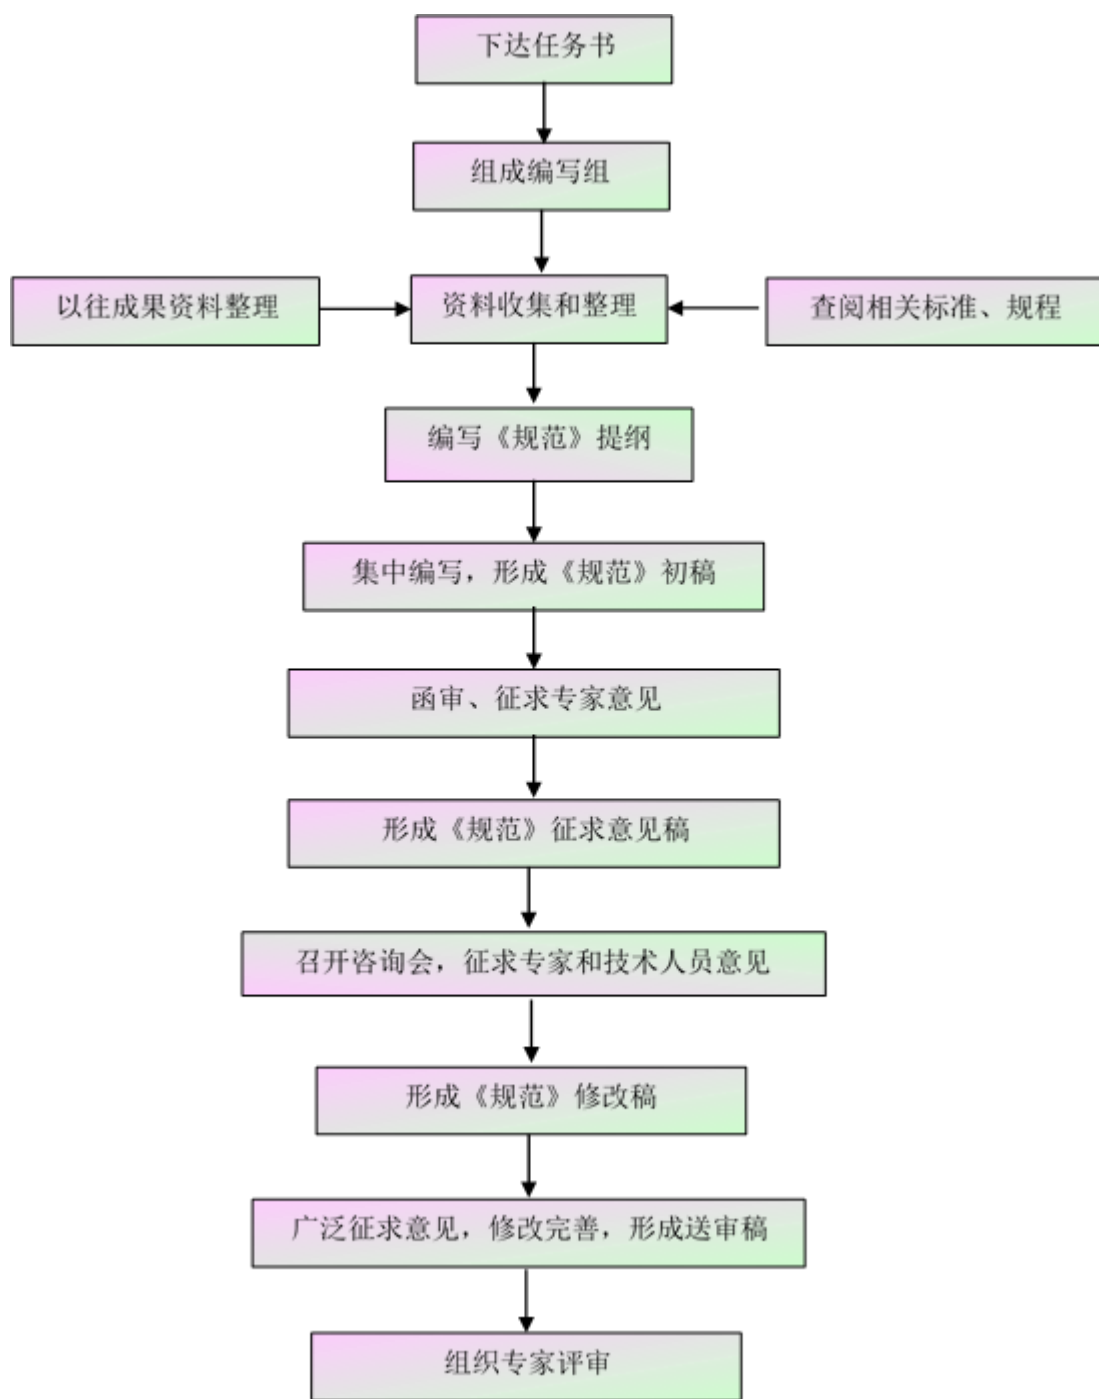 下达任务书
组成编写组
以往成果资料整理
资料收集和整理
查阅相关标准、规程
编写《规范》提纲
集中编写，形成《规范》初稿
函审、征求专家意见
形成《规范》征求意见稿
召开咨询会，征求专家和技术人员意见
形成《规范》修改稿
广泛征求意见，修改完善，形成送审稿
组织专家评审